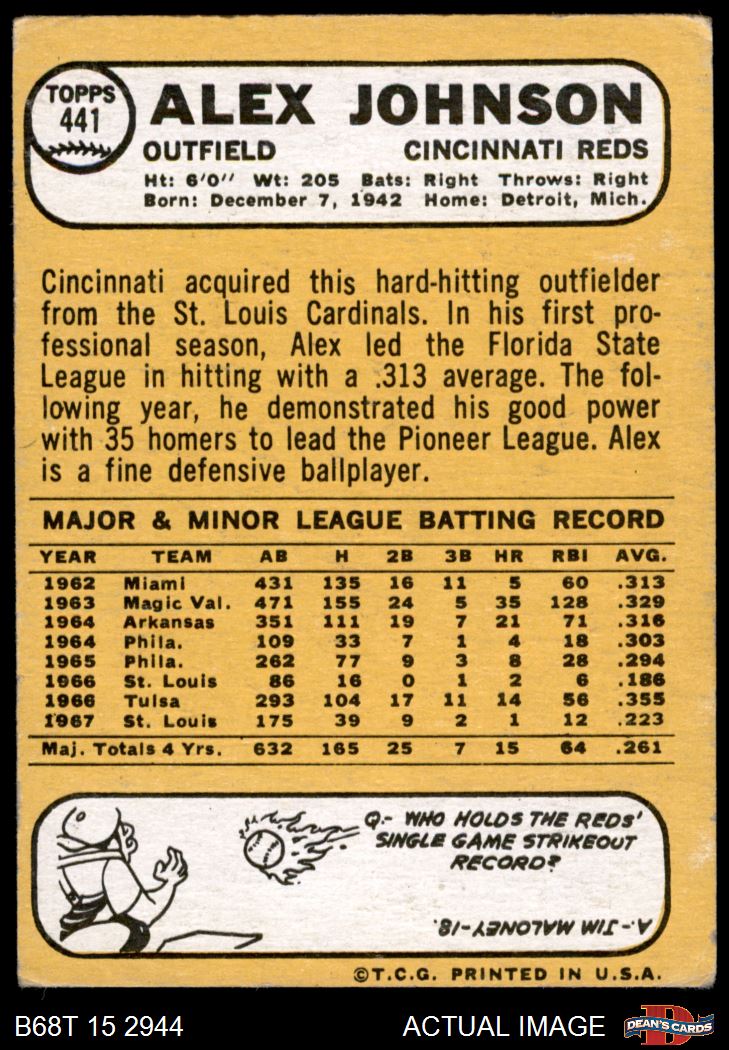 TOPPS
441
ALEX JOHNSON
OUTFIELD CINCINNATI REDS
Ht: 6'0" Wt: 205 Bats: Right Throws: Right
Born: December 7, 1942 Home: Detroit, Mich.
Cincinnati acquired this hard-hitting outfielder
from the St. Louis Cardinals. In his first pro-
fessional season, Alex led the Florida State
League in hitting with a .313 average. The fol-
lowing year, he demonstrated his good power
with 35 homers to lead the Pioneer League. Alex
is a fine defensive ballplayer.
MAJOR & MINOR LEAGUE BATTING RECORD
YEAR TEAM AB H 2B 3B HR RBI AVG.
1962 Miami 431 135 16 11 5 60 .313
1963 Magic Val. 471 155 24 5 35 128 .329
1964 Arkansas 351 111 19 7 21 71 .316
1964 Phila. 109 33 7 1 4 18 .303
1965 Phila. 262 77 9 3 8 28 .294
1966 St. Louis 86 16 0 1 2 6 .186
1966 Tulsa 293 104 17 11 14 56 .355
1967 St. Louis 175 39 9 2 1 12 .223
Maj. Totals 4 Yrs. 632 165 25 7 15 64 .261
Q.- WHO HOLDS THE REDS'
SINGLE GAME STRIKEOUT
RECORD?
A.- JIM MALONEY-18.
©T.C.G. PRINTED IN U.S.A.
B68T 15 2944 ACTUAL IMAGE D DEAN'S CARDS